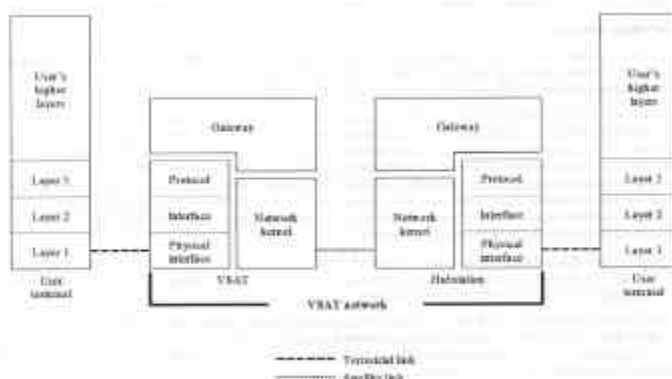 User's
higher
layers
Layer 3
Layer 2
Layer 1
User
terminal
Gateway
Protocol
Interface
Physical
interface
Network
kernel
VSAT
Gateway
Network
kernel
Protocol
Interface
Physical
interface
Hubstation
VSAT network
User's
higher
layers
Layer 3
Layer 2
Layer 1
User
terminal
Terrestrial link
Satellite link